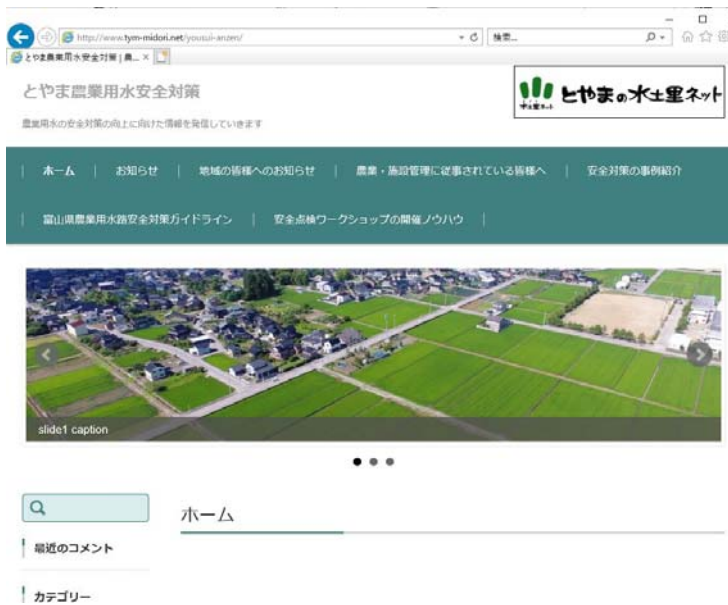 http://www.tym-midori.net/yousui-anzen/
検索...
とやま農業用水安全対策 | 農...
とやま農業用水安全対策
農業用水の安全対策の向上に向けた情報を発信していきます
とやまの水土里ネット
ホーム | お知らせ | 地域の皆様へのお知らせ | 農業・施設管理に従事されている皆様へ | 安全対策の事例紹介
富山県農業用水路安全対策ガイドライン | 安全点検ワークショップの開催ノウハウ |
slide1 caption
ホーム
最近のコメント
カテゴリー